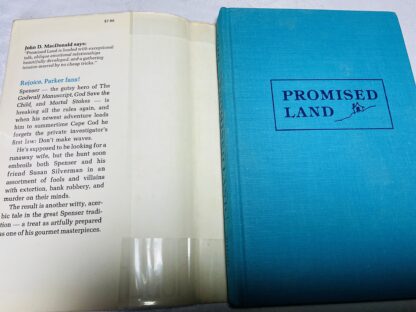 $7.95
John D. MacDonald says:
"Promised Land is loaded with exceptional
talk, oblique emotional relationships
beautifully developed, and a gathering
tension marred by no cheap tricks."
Rejoice, Parker fans!
Spenser — the gutsy hero of The
Godwulf Manuscript, God Save the
Child, and Mortal Stakes — is
breaking all the rules again, and
when his newest adventure leads
him to summertime Cape Cod he
forgets the private investigator's
first law: Don't make waves.
He's supposed to be looking for a
runaway wife, but the hunt soon
embroils both Spenser and his
friend Susan Silverman in an
assortment of fools and villains
with extortion, bank robbery, and
murder on their minds.
The result is another witty, acer-
bic tale in the great Spenser tradi-
tion — a treat as artfully prepared
as one of his gourmet masterpieces.
PROMISED
LAND